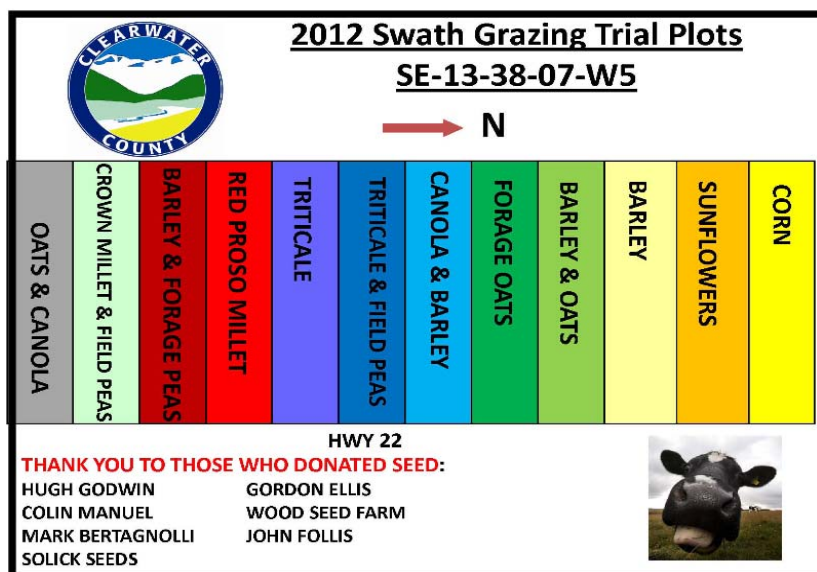 CLEARWATER
COUNTY
2012 Swath Grazing Trial Plots
SE-13-38-07-W5
N
OATS & CANOLA
CROWN MILLET & FIELD PEAS
BARLEY & FORAGE PEAS
RED PROSO MILLET
TRITICALE
TRITICALE & FIELD PEAS
CANOLA & BARLEY
FORAGE OATS
BARLEY & OATS
BARLEY
SUNFLOWERS
CORN
HWY 22
THANK YOU TO THOSE WHO DONATED SEED:
HUGH GODWIN
COLIN MANUEL
MARK BERTAGNOLLI
SOLICK SEEDS
GORDON ELLIS
WOOD SEED FARM
JOHN FOLLIS